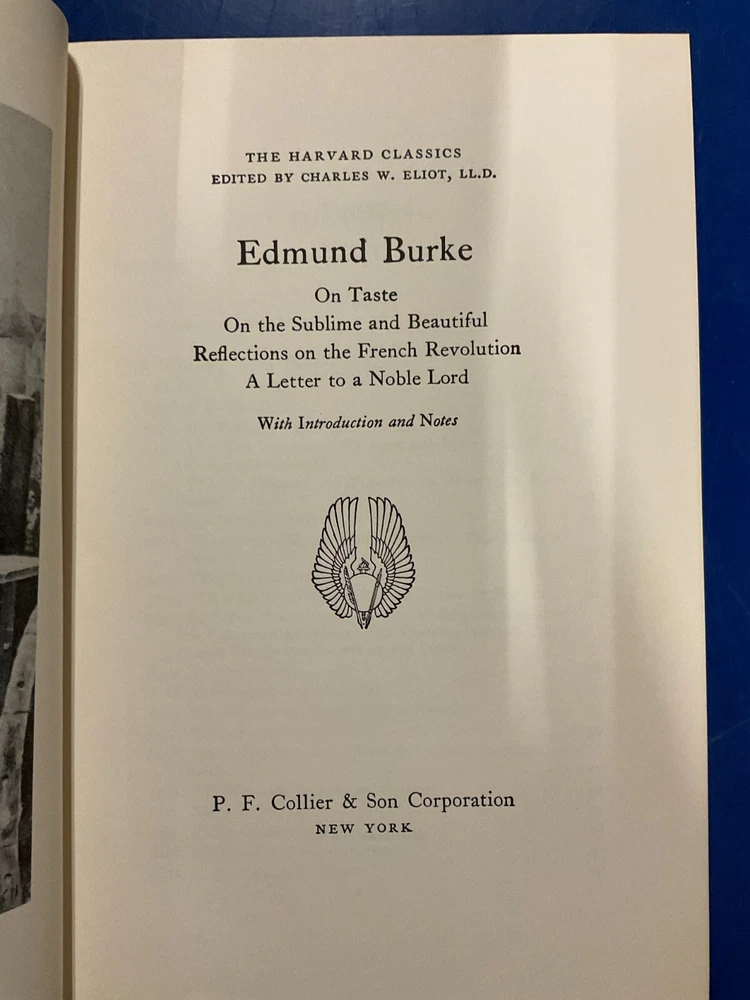 THE HARVARD CLASSICS
EDITED BY CHARLES W. ELIOT, LL.D.
Edmund Burke
On Taste
On the Sublime and Beautiful
Reflections on the French Revolution
A Letter to a Noble Lord
With Introduction and Notes
P. F. Collier & Son Corporation
NEW YORK